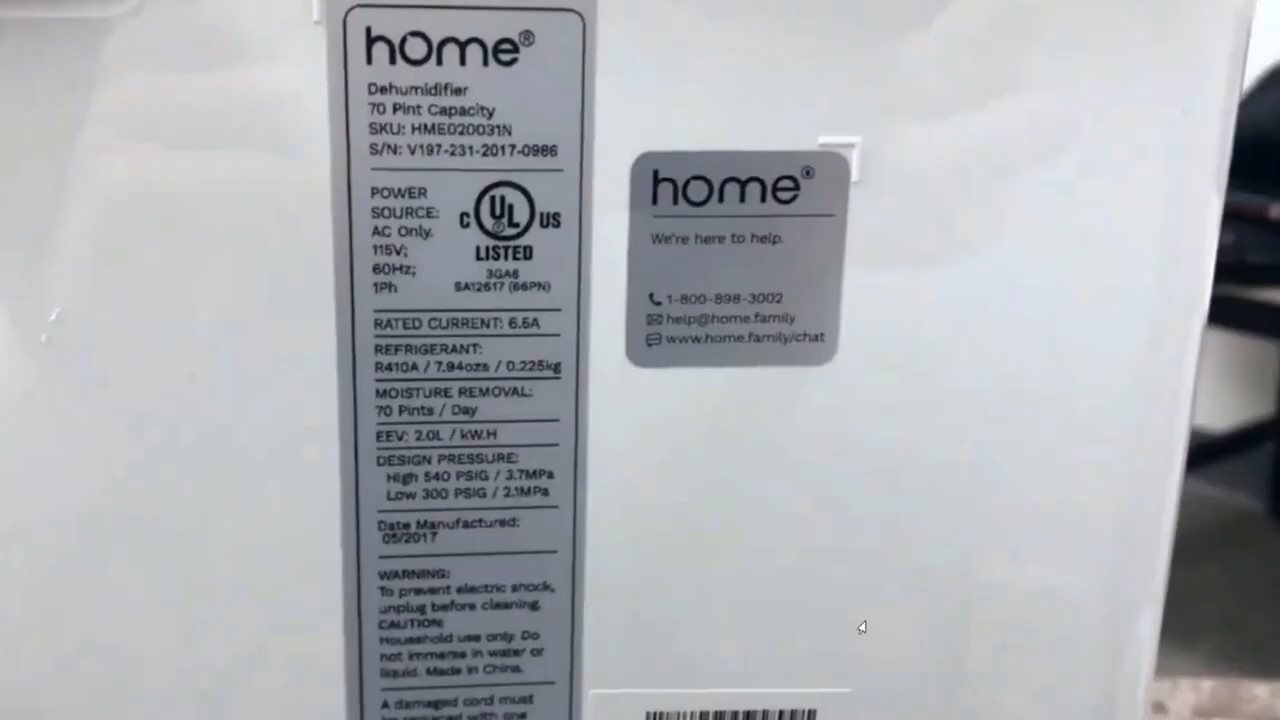 home®
Dehumidifier
70 Pint Capacity
SKU: HME020031N
S/N: V197-231-2017-0986
POWER
SOURCE:
AC Only.
115V;
60Hz;
1Ph
C UL® US
LISTED
3GA6
SA12617 (66PN)
RATED CURRENT: 6.5A
REFRIGERANT:
R410A / 7.94ozs / 0.225kg
MOISTURE REMOVAL:
70 Pints / Day
EEV: 2.0L / kW.H
DESIGN PRESSURE:
High 540 PSIG / 3.7MPa
Low 300 PSIG / 2.1MPa
Date Manufactured:
05/2017
WARNING:
To prevent electric shock,
unplug before cleaning.
CAUTION:
Household use only. Do
not immerse in water or
liquid. Made in China.
A damaged cord must
be replaced with one
home®
We're here to help.
1-800-898-3002
help@home.family
www.home.family/chat